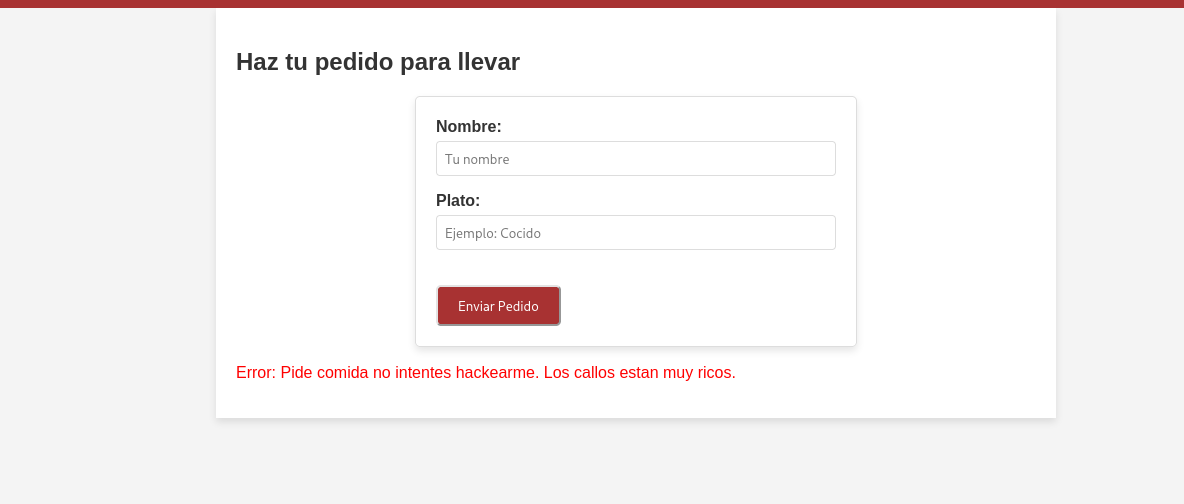 Haz tu pedido para llevar
Nombre:
Tu nombre
Plato:
Ejemplo: Cocido
Enviar Pedido
Error: Pide comida no intentes hackearme. Los callos estan muy ricos.